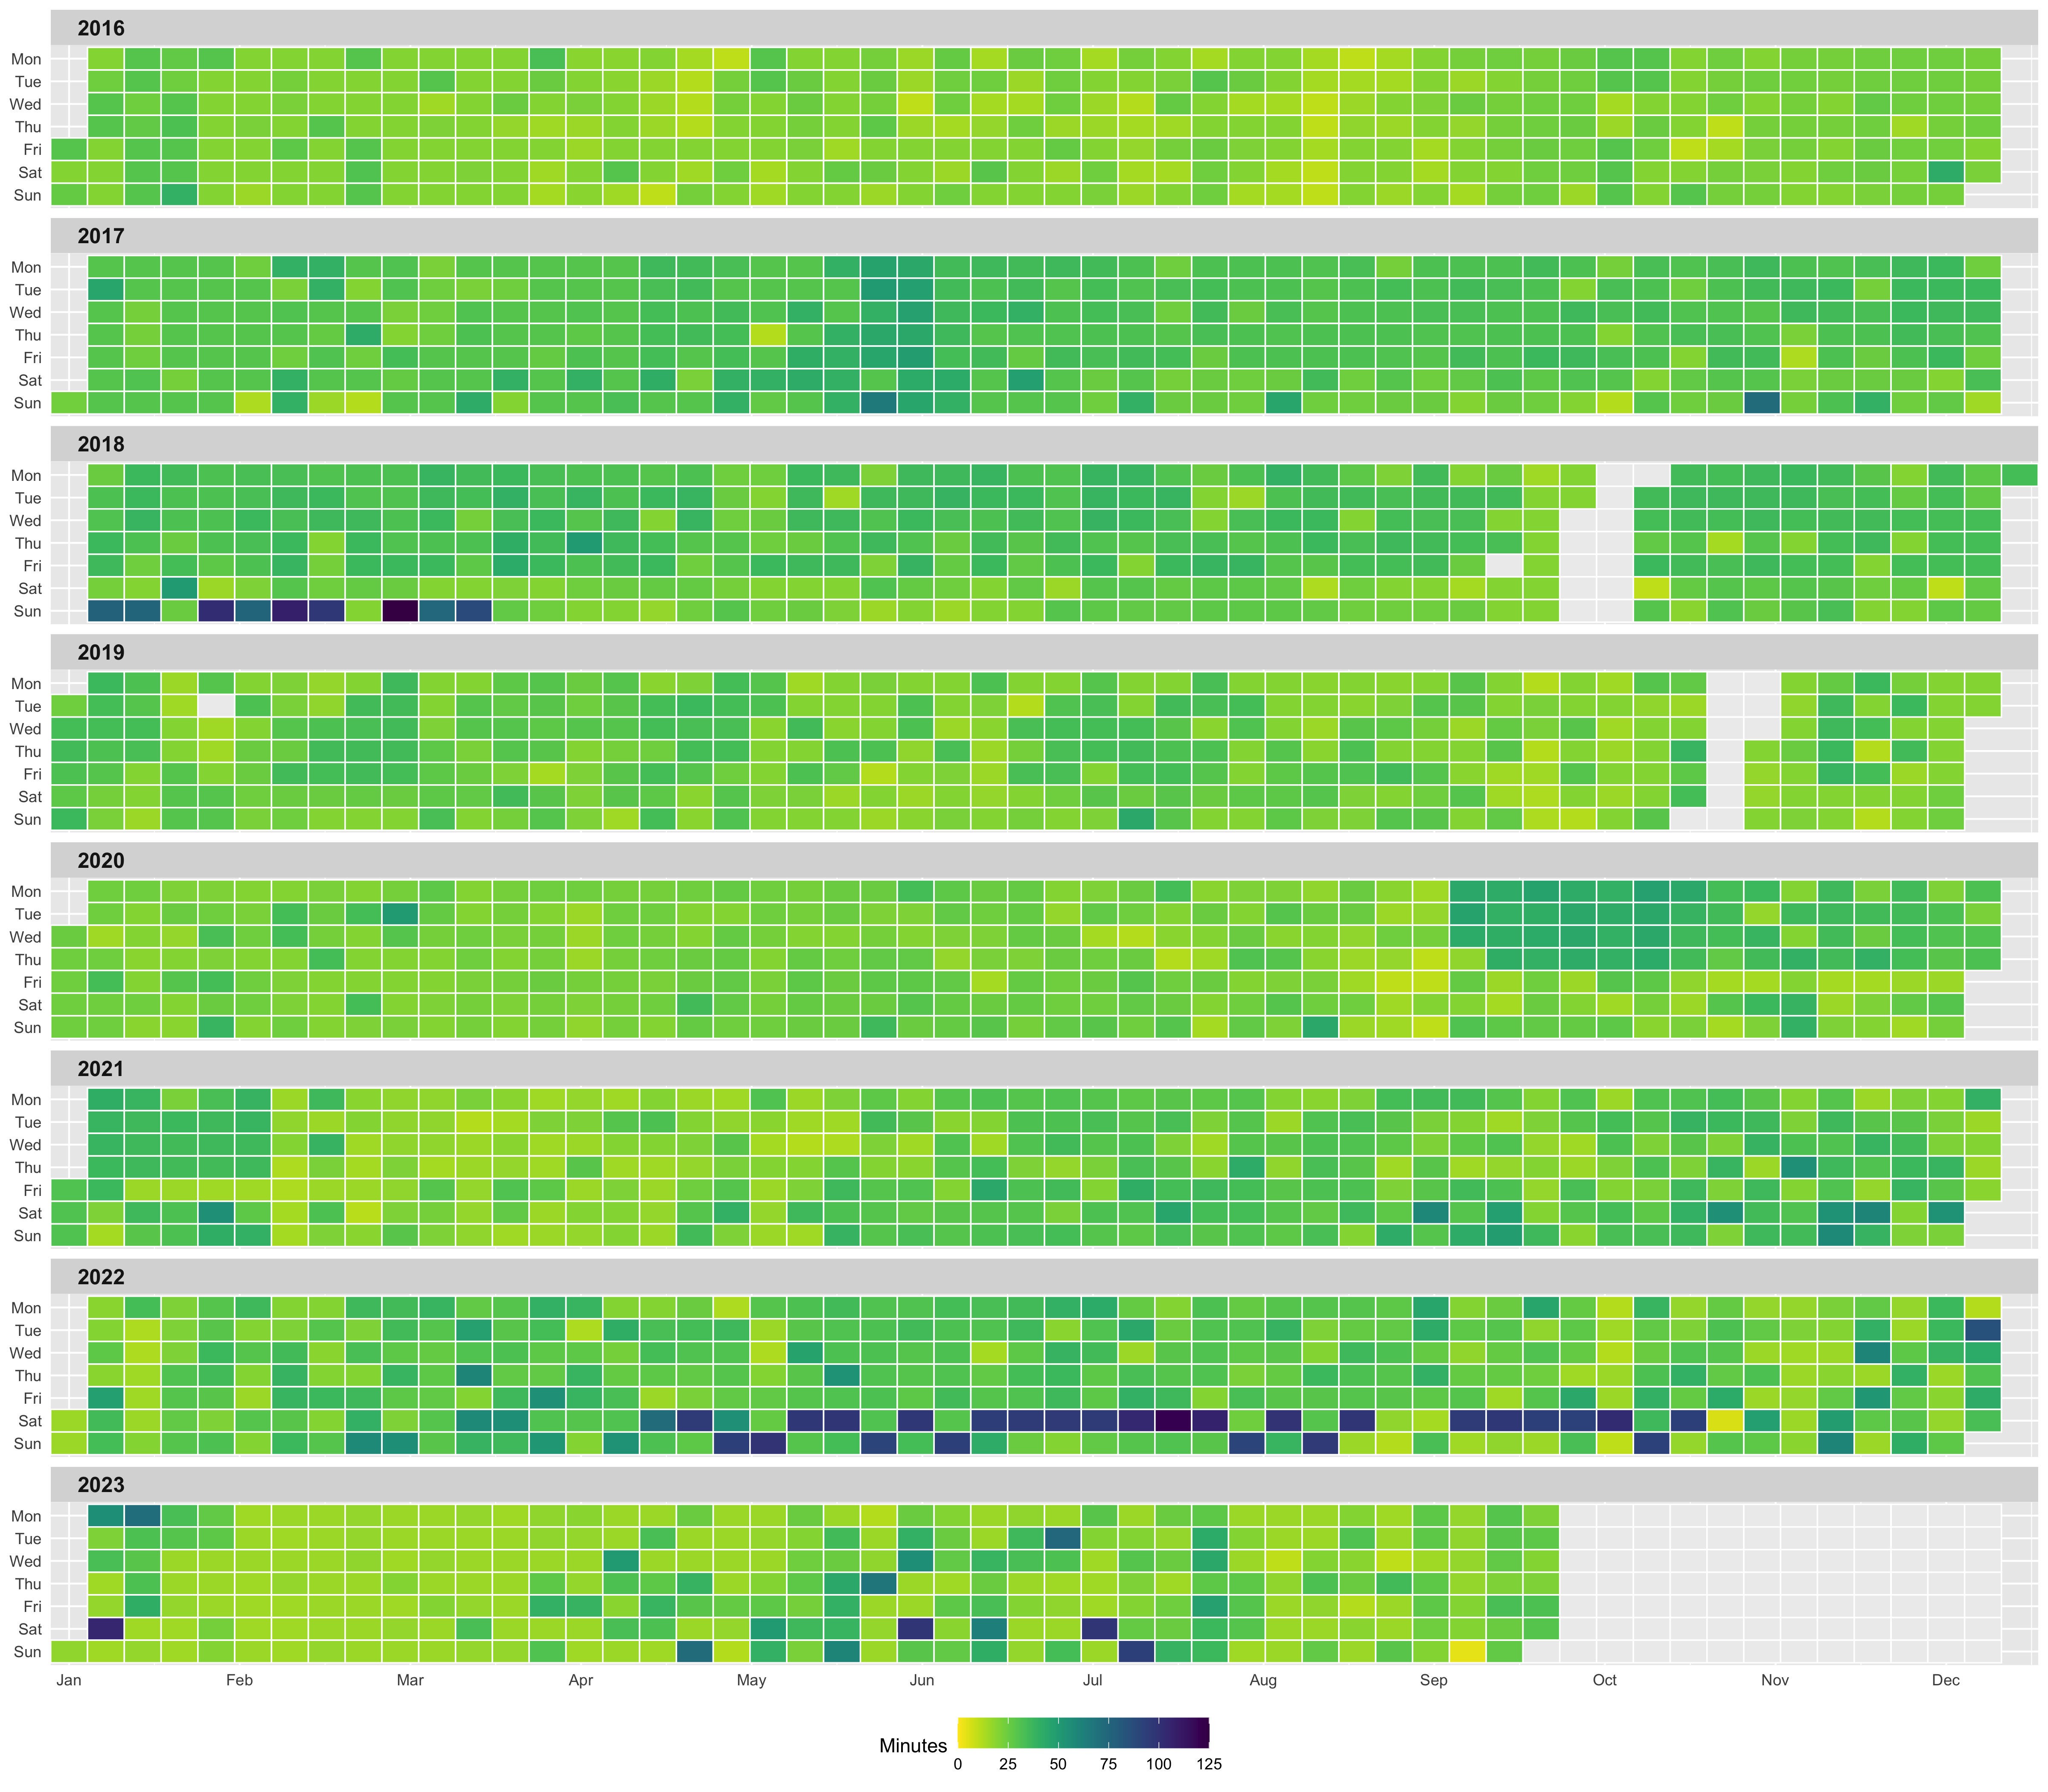 2016
Mon
Tue
Wed
Thu
Fri
Sat
Sun
2017
Mon
Tue
Wed
Thu
Fri
Sat
Sun
2018
Mon
Tue
Wed
Thu
Fri
Sat
Sun
2019
Mon
Tue
Wed
Thu
Fri
Sat
Sun
2020
Mon
Tue
Wed
Thu
Fri
Sat
Sun
2021
Mon
Tue
Wed
Thu
Fri
Sat
Sun
2022
Mon
Tue
Wed
Thu
Fri
Sat
Sun
2023
Mon
Tue
Wed
Thu
Fri
Sat
Sun
Jan Feb Mar Apr May Jun Jul Aug Sep Oct Nov Dec
Minutes
0 25 50 75 100 125